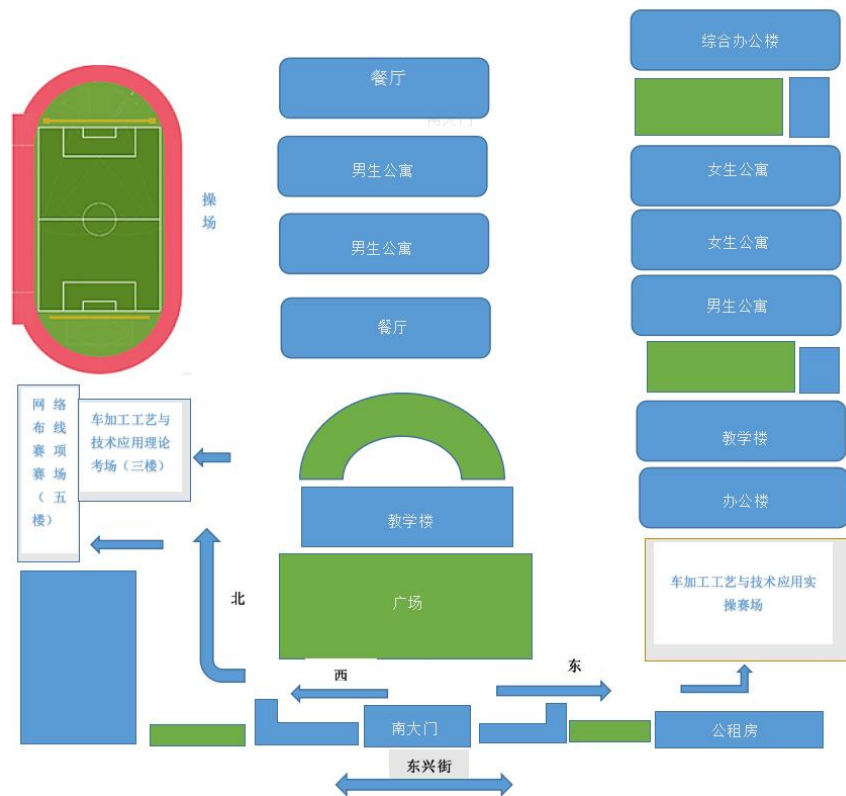 综合办公楼
餐厅
南大门
男生公寓
女生公寓
操
场
男生公寓
女生公寓
餐厅
男生公寓
网络
布线
赛项
赛场
（五
楼）
车加工工艺与
技术应用理论
考场（三楼）
教学楼
办公楼
教学楼
车加工工艺与技术应用实
操赛场
广场
北
西
东
南大门
公租房
东兴街